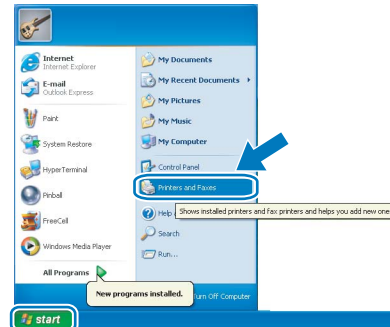 Internet
Internet Explorer
E-mail
Outlook Express
Paint
System Restore
HyperTerminal
Pinball
FreeCell
Windows Media Player
All Programs
My Documents
My Recent Documents
My Pictures
My Music
My Computer
Control Panel
Printers and Faxes
Shows installed printers and fax printers and helps you add new one
Help
Search
Run...
New programs installed.
urn Off Computer
start